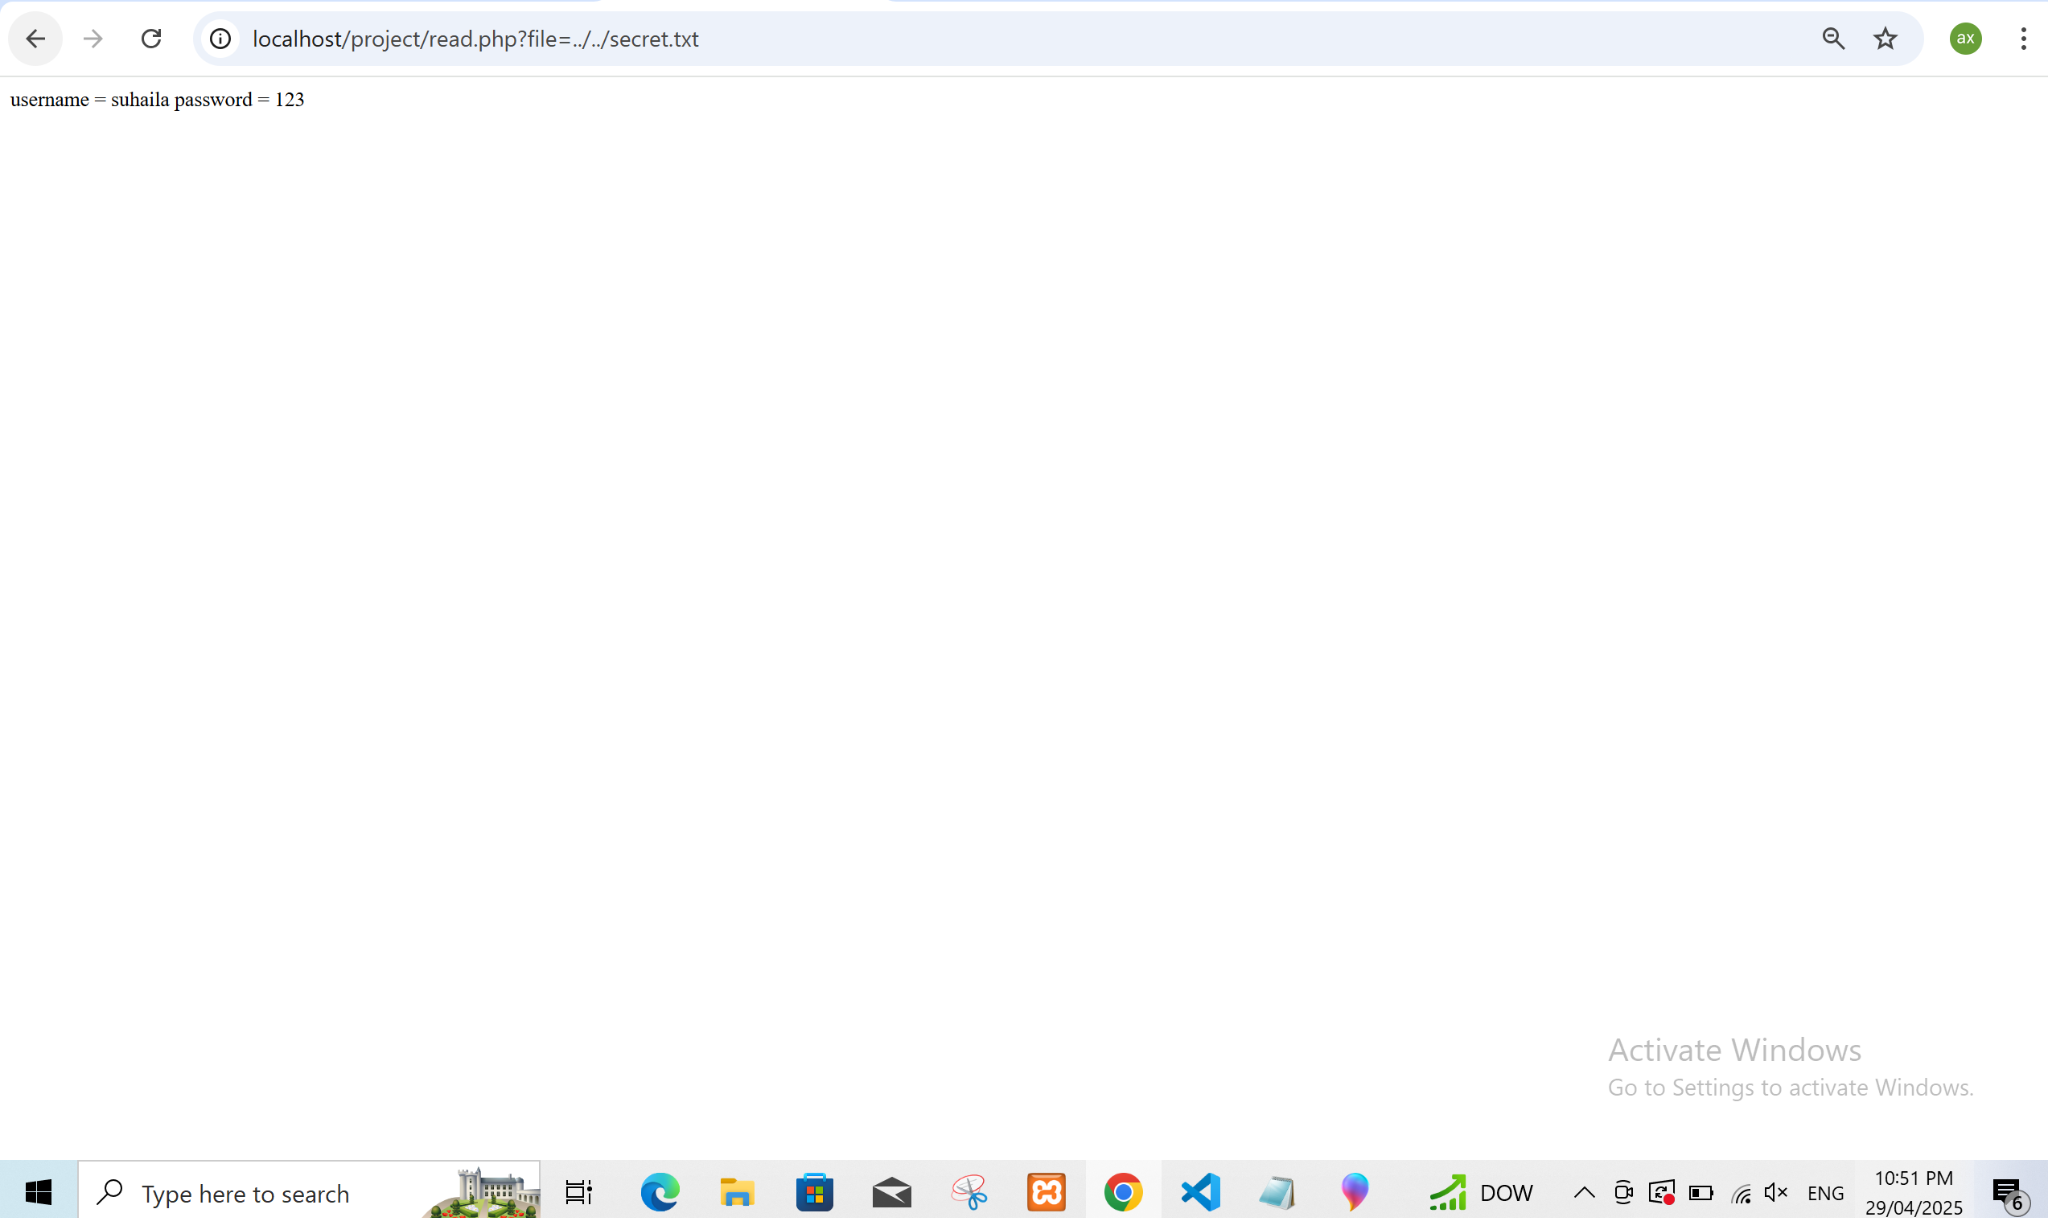 localhost/project/read.php?file=../../secret.txt
ax
username = suhaila password = 123
Activate Windows
Go to Settings to activate Windows.
Type here to search
DOW
ENG
10:51 PM
29/04/2025
6